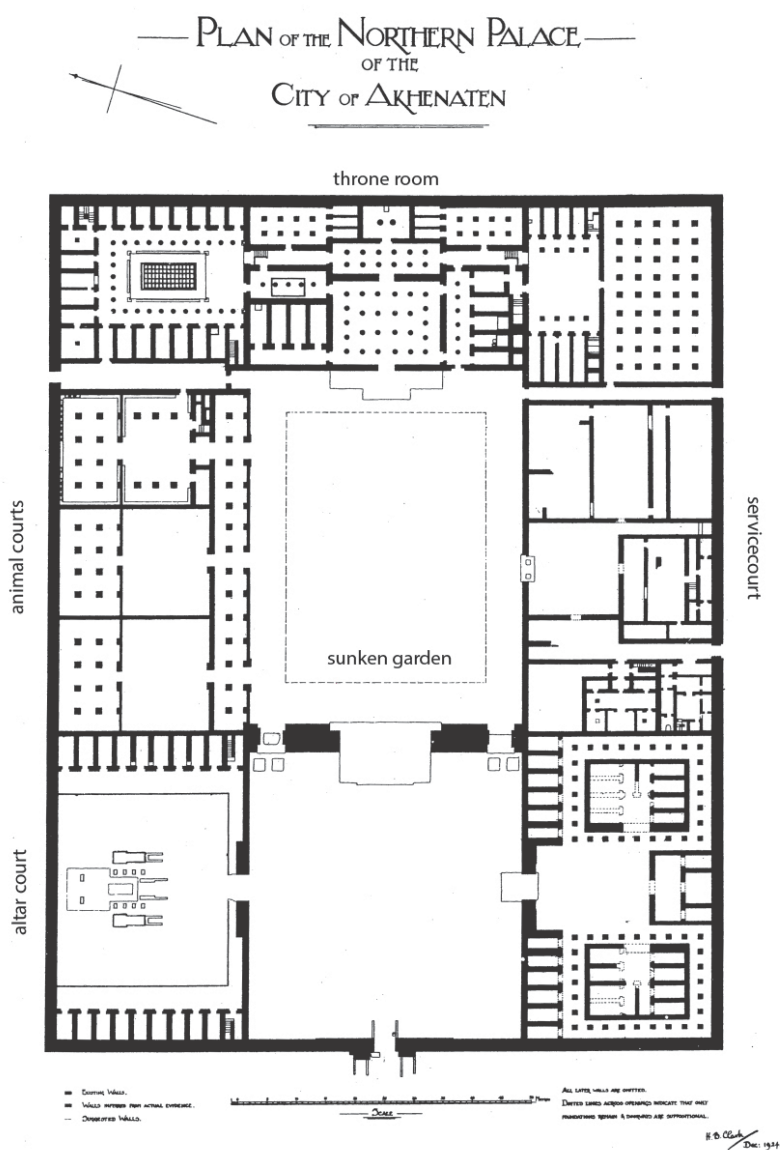 PLAN OF THE NORTHERN PALACE
OF THE
CITY OF AKHENATEN
throne room
animal courts
servicecourt
sunken garden
altar court
EXISTING WALLS.
WALLS INFERRED FROM ACTUAL EVIDENCE.
SUGGESTED WALLS.
SCALE
ALL LATER WALLS ARE OMITTED.
DOTTED LINES ACROSS OPENINGS INDICATE THAT ONLY
FOUNDATIONS REMAIN & DOORWAYS ARE SUPPOSITIONAL.
H.B. Clark
Dec: 1924